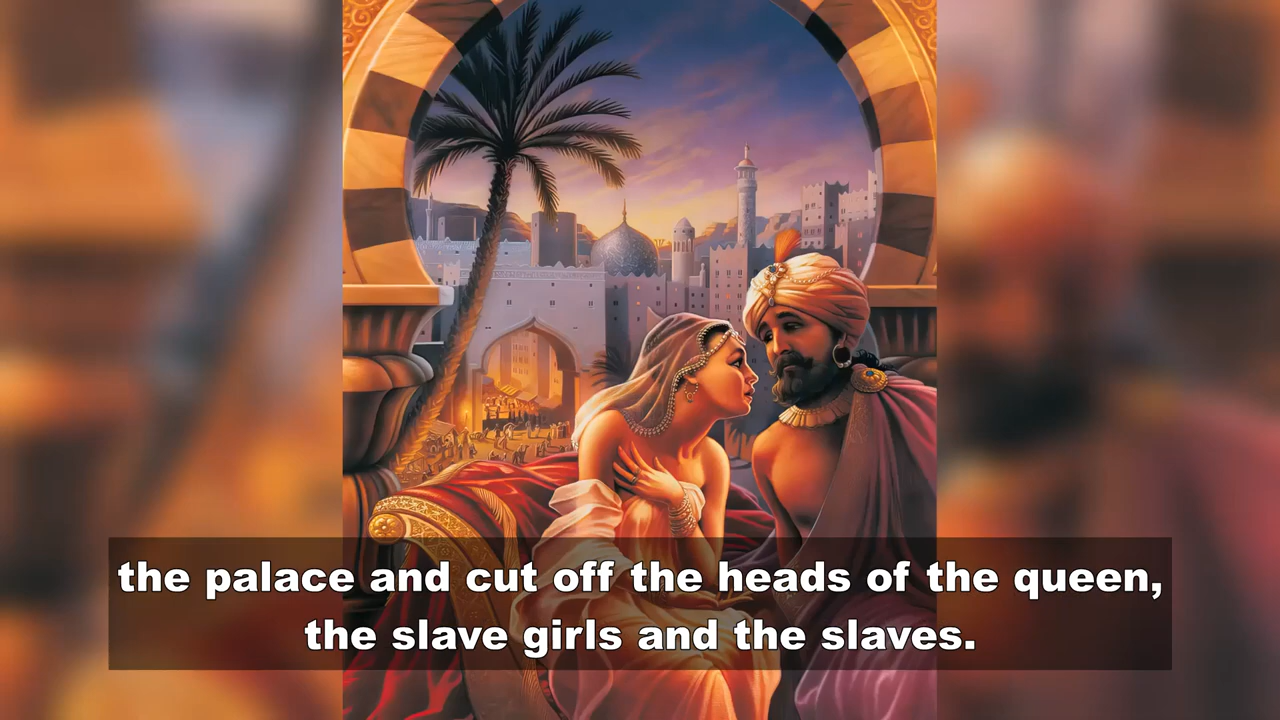 the palace and cut off the heads of the queen,
the slave girls and the slaves.